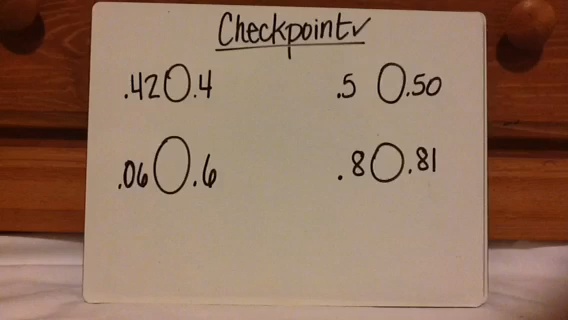 Checkpoint✓
.42 O .4 .5 O .50
.06 O .6 .8 O .81